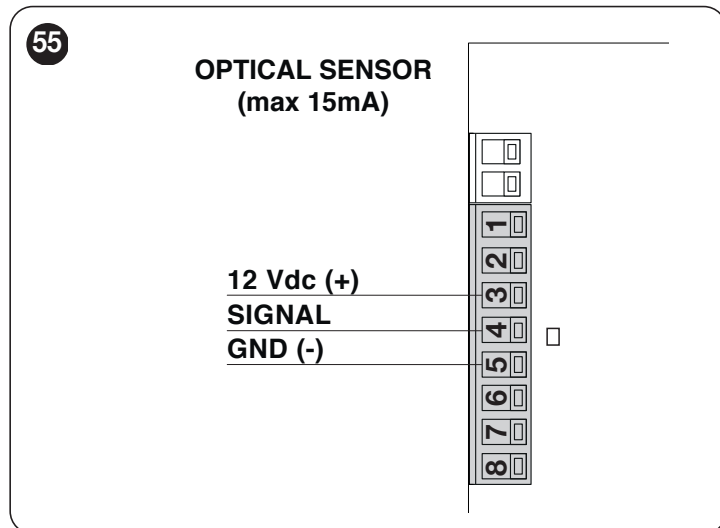 55
OPTICAL SENSOR
(max 15mA)
1
2
12 Vdc (+)
3
SIGNAL
4
GND (-)
5
6
7
8